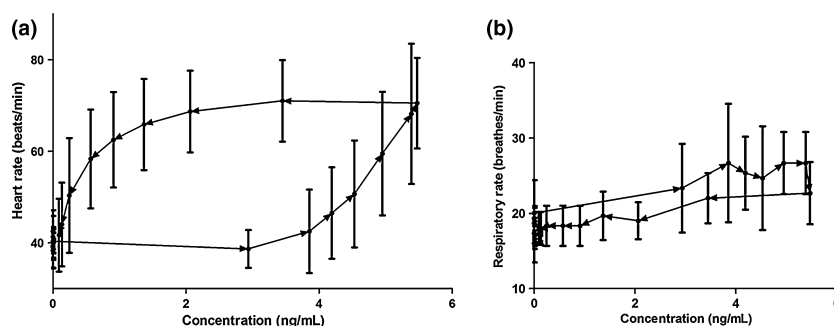 (a)
Heart rate (beats/min)
80
60
40
0
2
4
6
Concentration (ng/mL)
(b)
Respiratory rate (breathes/min)
40
30
20
10
0
2
4
6
Concentration (ng/mL)